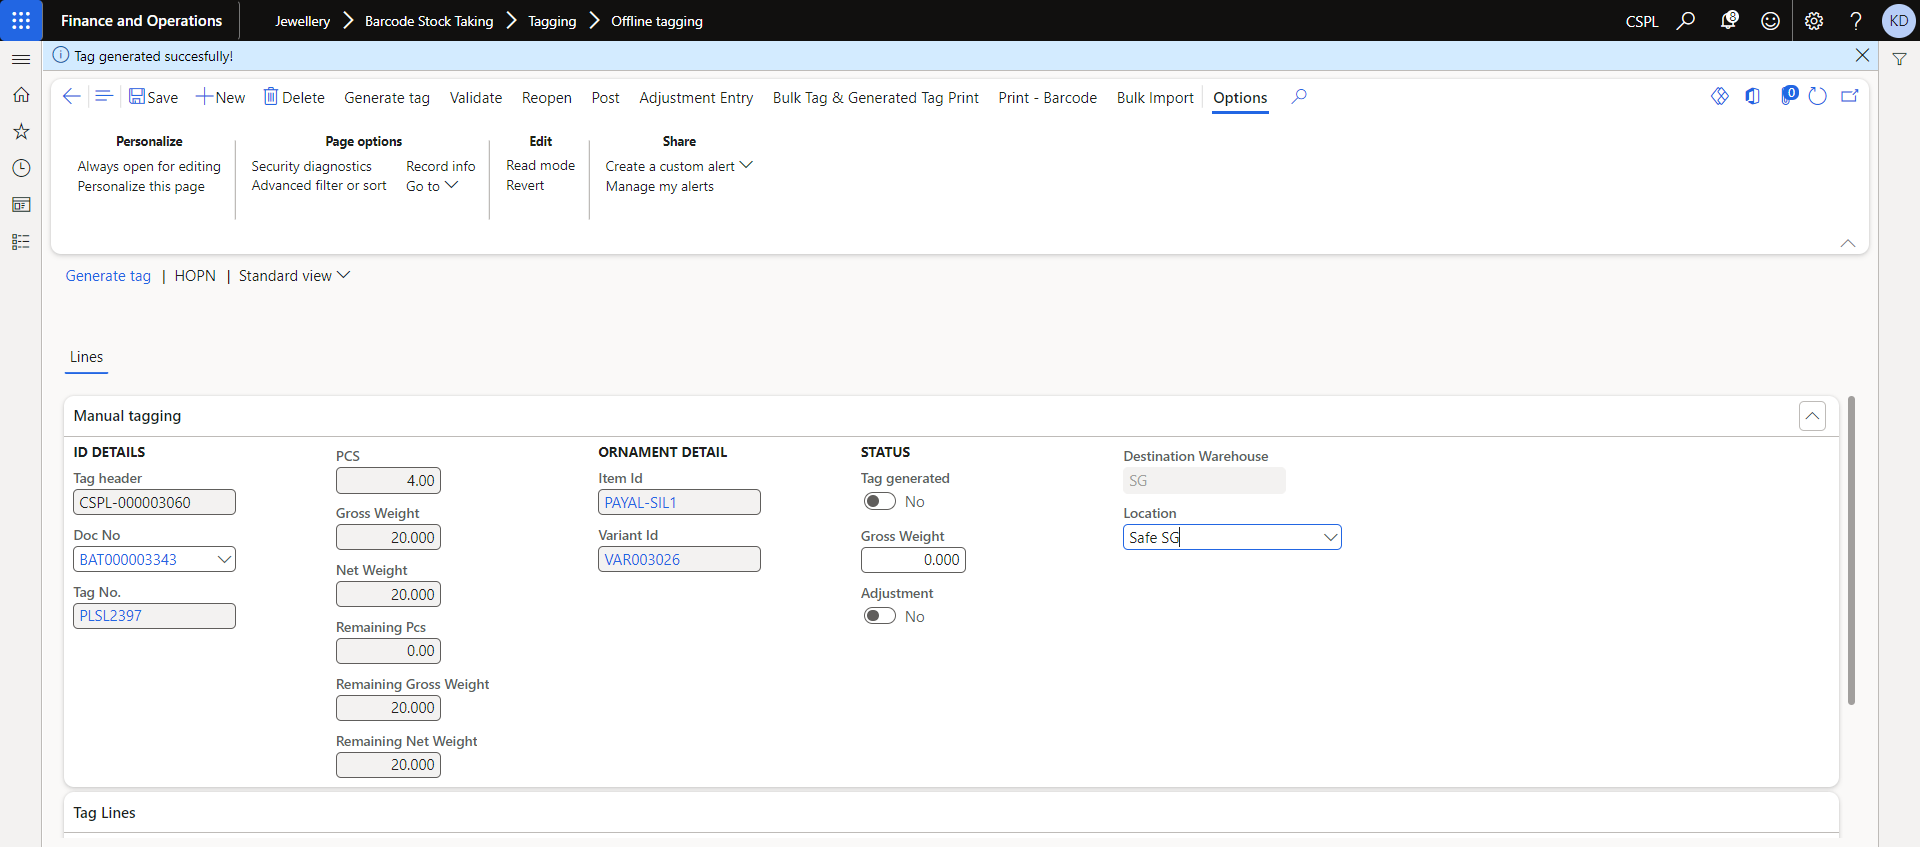 Finance and Operations
Jewellery > Barcode Stock Taking > Tagging > Offline tagging
CSPL
8
?
KD
Tag generated succesfully!
Save
New
Delete
Generate tag
Validate
Reopen
Post
Adjustment Entry
Bulk Tag & Generated Tag Print
Print - Barcode
Bulk Import
Options
0
Personalize
Always open for editing
Personalize this page
Page options
Security diagnostics
Advanced filter or sort
Record info
Go to
Edit
Read mode
Revert
Share
Create a custom alert
Manage my alerts
Generate tag | HOPN | Standard view
Lines
Manual tagging
ID DETAILS
Tag header
CSPL-000003060
Doc No
BAT000003343
Tag No.
PLSL2397
PCS
4.00
Gross Weight
20.000
Net Weight
20.000
Remaining Pcs
0.00
Remaining Gross Weight
20.000
Remaining Net Weight
20.000
ORNAMENT DETAIL
Item Id
PAYAL-SIL1
Variant Id
VAR003026
STATUS
Tag generated
No
Gross Weight
0.000
Adjustment
No
Destination Warehouse
SG
Location
Safe SG
Tag Lines